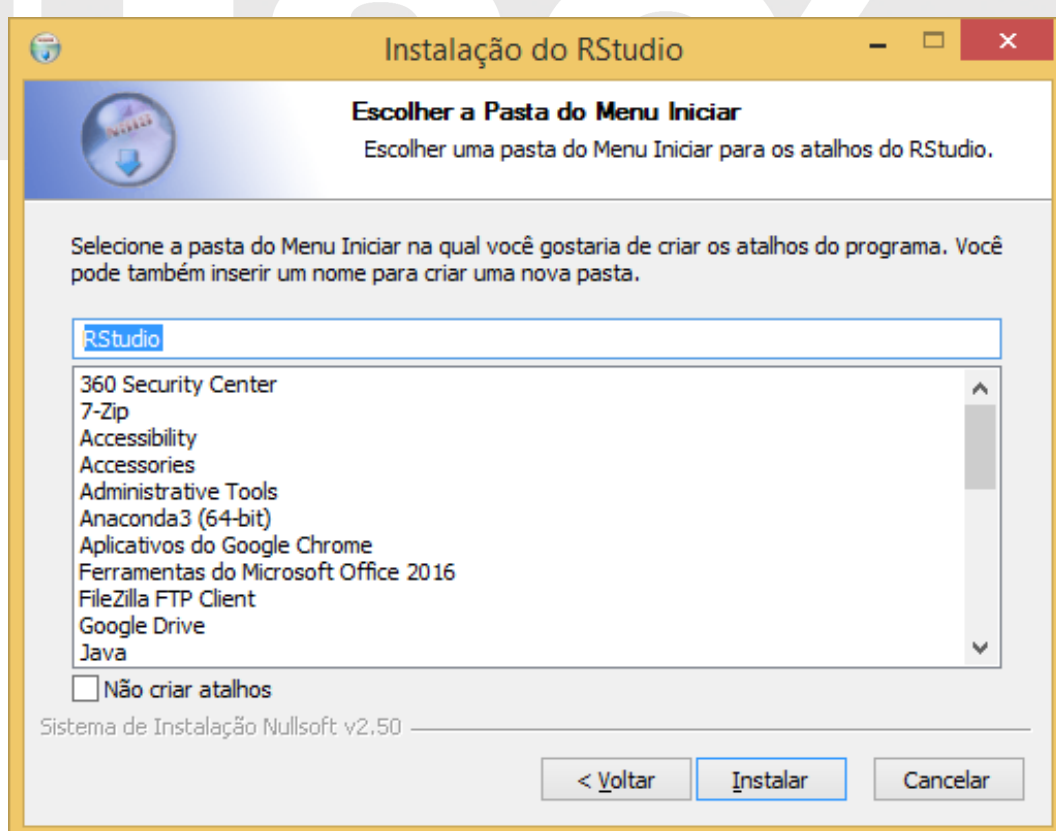 Instalação do RStudio
Escolher a Pasta do Menu Iniciar
Escolher uma pasta do Menu Iniciar para os atalhos do RStudio.
Selecione a pasta do Menu Iniciar na qual você gostaria de criar os atalhos do programa. Você
pode também inserir um nome para criar uma nova pasta.
RStudio
360 Security Center
7-Zip
Accessibility
Accessories
Administrative Tools
Anaconda3 (64-bit)
Aplicativos do Google Chrome
Ferramentas do Microsoft Office 2016
FileZilla FTP Client
Google Drive
Java
Não criar atalhos
Sistema de Instalação Nullsoft v2.50
< Voltar
Instalar
Cancelar